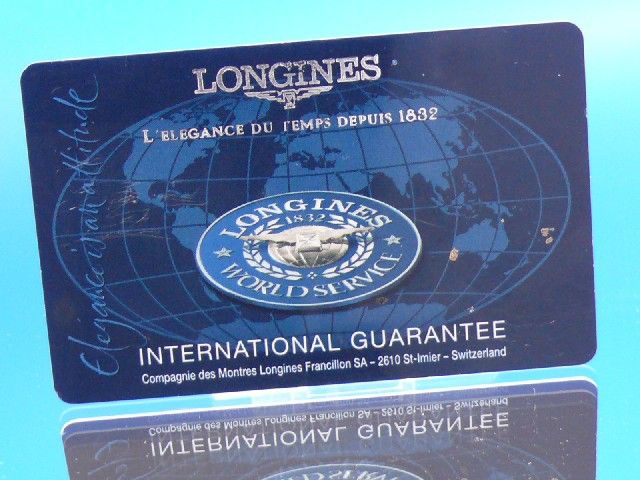 LONGINES
L'ELEGANCE DU TEMPS DEPUIS 1832
Elegance is an attitude
LONGINES
1832
WORLD SERVICE
INTERNATIONAL GUARANTEE
Compagnie des Montres Longines Francillon SA – 2610 St-Imier – Switzerland